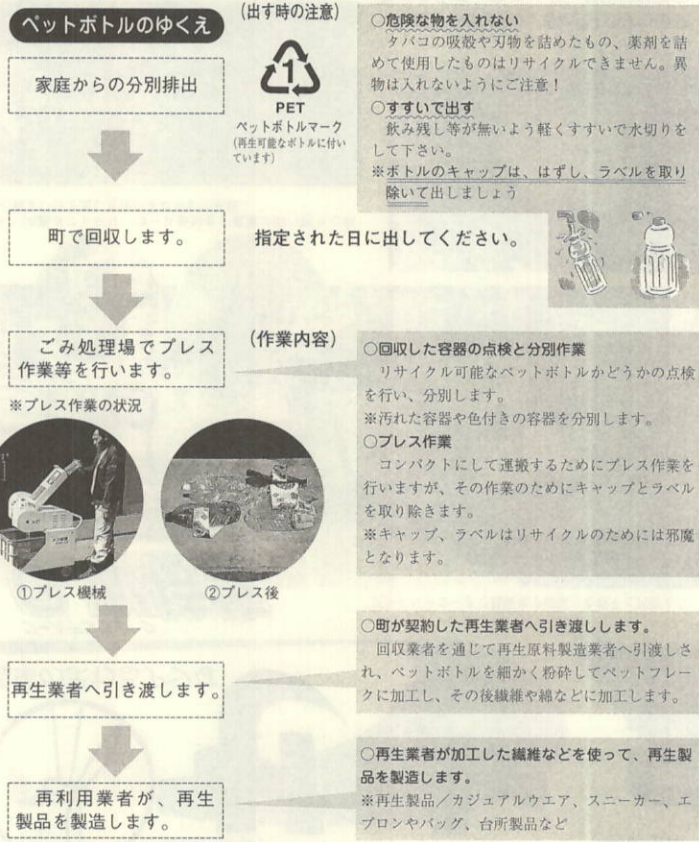 ペットボトルのゆくえ
(出す時の注意)
家庭からの分別排出
1
PET
ペットボトルマーク
(再生可能なボトルに付い
ています)
○危険な物を入れない
タバコの吸殻や刃物を詰めたもの、薬剤を詰
めて使用したものはリサイクルできません。異
物は入れないようにご注意!
○すすいで出す
飲み残し等が無いよう軽くすすいで水切りを
して下さい。
※ボトルのキャップは、はずし、ラベルを取り
除いて出しましょう
町で回収します。
指定された日に出してください。
ごみ処理場でプレス
作業等を行います。
(作業内容)
○回収した容器の点検と分別作業
リサイクル可能なペットボトルかどうかの点検
を行い、分別します。
※汚れた容器や色付きの容器を分別します。
○プレス作業
コンパクトにして運搬するためにプレス作業を
行いますが、その作業のためにキャップとラベル
を取り除きます。
※キャップ、ラベルはリサイクルのためには邪魔
となります。
※プレス作業の状況
①プレス機械
②プレス後
再生業者へ引き渡します。
○町が契約した再生業者へ引き渡しします。
回収業者を通じて再生原料製造業者へ引渡しさ
れ、ペットボトルを細かく粉砕してペットフレー
クに加工し、その後繊維や綿などに加工します。
再利用業者が、再生
製品を製造します。
○再生業者が加工した繊維などを使って、再生製
品を製造します。
※再生製品/カジュアルウエア、スニーカー、エ
プロンやバッグ、台所製品など